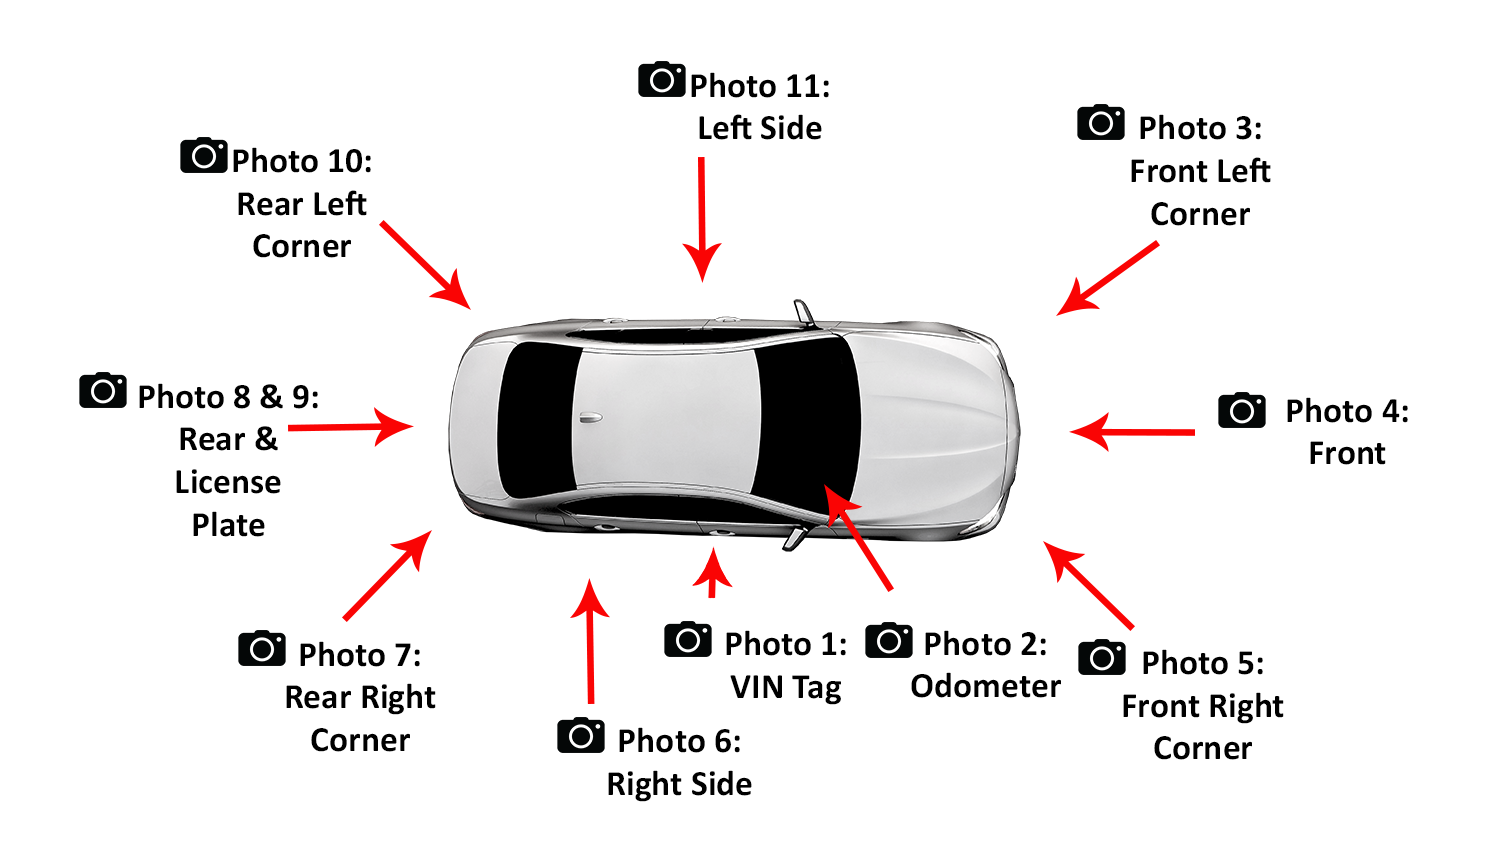 Photo 11:
Left Side
Photo 3:
Front Left
Corner
Photo 10:
Rear Left
Corner
Photo 8 & 9:
Rear &
License
Plate
Photo 4:
Front
Photo 7:
Rear Right
Corner
Photo 6:
Right Side
Photo 1:
VIN Tag
Photo 2:
Odometer
Photo 5:
Front Right
Corner